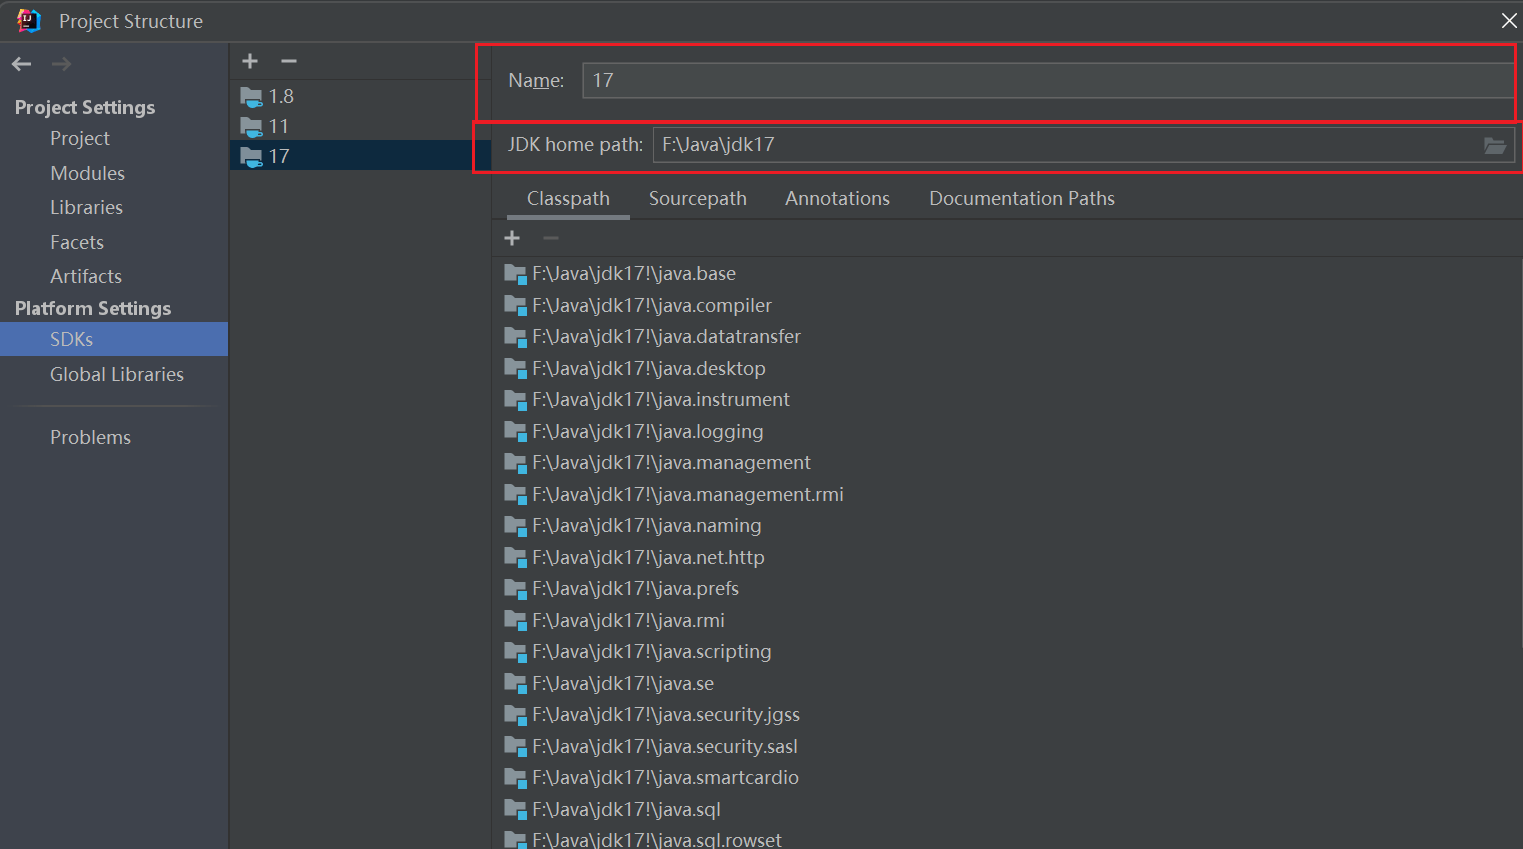 Project Structure
Project Settings
Project
Modules
Libraries
Facets
Artifacts
Platform Settings
SDKs
Global Libraries
Problems
1.8
11
17
Name: 17
JDK home path: F:\Java\jdk17
Classpath Sourcepath Annotations Documentation Paths
F:\Java\jdk17!\java.base
F:\Java\jdk17!\java.compiler
F:\Java\jdk17!\java.datatransfer
F:\Java\jdk17!\java.desktop
F:\Java\jdk17!\java.instrument
F:\Java\jdk17!\java.logging
F:\Java\jdk17!\java.management
F:\Java\jdk17!\java.management.rmi
F:\Java\jdk17!\java.naming
F:\Java\jdk17!\java.net.http
F:\Java\jdk17!\java.prefs
F:\Java\jdk17!\java.rmi
F:\Java\jdk17!\java.scripting
F:\Java\jdk17!\java.se
F:\Java\jdk17!\java.security.jgss
F:\Java\jdk17!\java.security.sasl
F:\Java\jdk17!\java.smartcardio
F:\Java\jdk17!\java.sql
F:\Java\jdk17!\java.sql.rowset